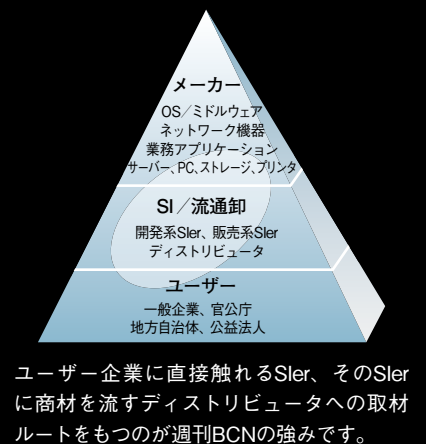 メーカー
OS／ミドルウェア
ネットワーク機器
業務アプリケーション
サーバー、PC、ストレージ、プリンタ
SI／流通卸
開発系SIer、販売系SIer
ディストリビュータ
ユーザー
一般企業、官公庁
地方自治体、公益法人
ユーザー企業に直接触れるSIer、そのSIer
に商材を流すディストリビュータへの取材
ルートをもつのが週刊BCNの強みです。